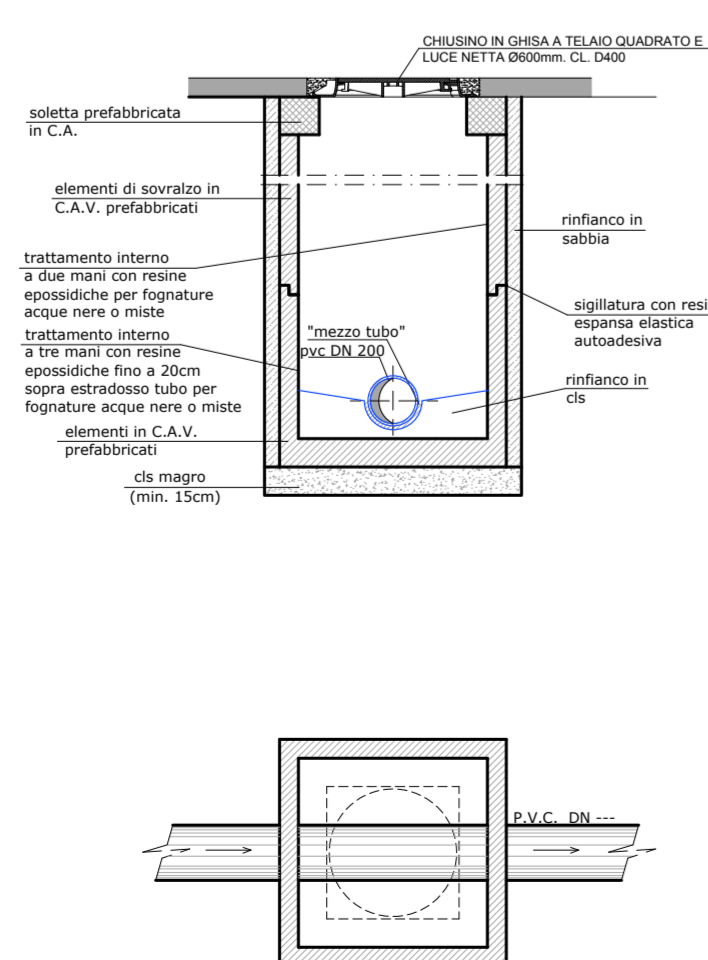 CHIUSINO IN GHISA A TELAIO QUADRATO E
LUCE NETTA Ø600mm. CL. D400
soletta prefabbricata
in C.A.
elementi di sovralzo in
C.A.V. prefabbricati
rinfianco in
sabbia
trattamento interno
a due mani con resine
epossidiche per fognature
acque nere o miste
sigillatura con resi
espansa elastica
autoadesiva
trattamento interno
a tre mani con resine
epossidiche fino a 20cm
sopra estradosso tubo per
fognature acque nere o miste
"mezzo tubo"
pvc DN 200
rinfianco in
cls
elementi in C.A.V.
prefabbricati
cls magro
(min. 15cm)
P.V.C. DN ---